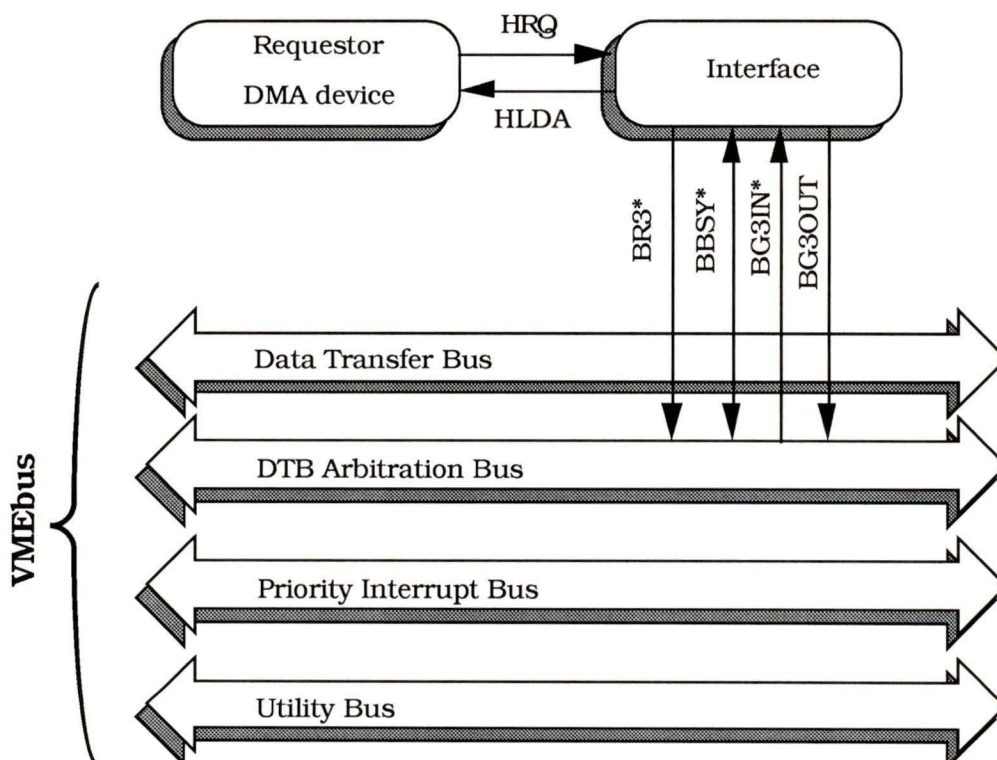 HRQ
Requestor
DMA device
Interface
HLDA
BR3*
BBSY*
BG3IN*
BG3OUT
VMEbus
Data Transfer Bus
DTB Arbitration Bus
Priority Interrupt Bus
Utility Bus